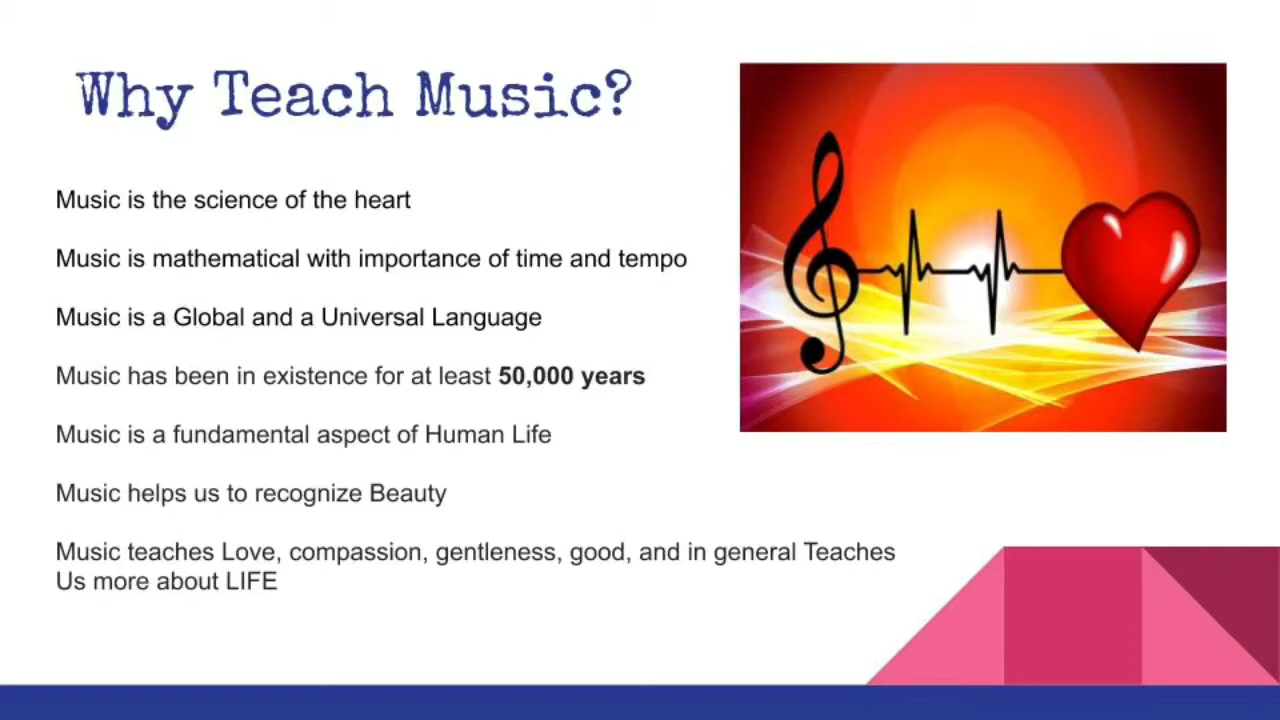 Why Teach Music?
Music is the science of the heart
Music is mathematical with importance of time and tempo
Music is a Global and a Universal Language
Music has been in existence for at least 50,000 years
Music is a fundamental aspect of Human Life
Music helps us to recognize Beauty
Music teaches Love, compassion, gentleness, good, and in general Teaches
Us more about LIFE